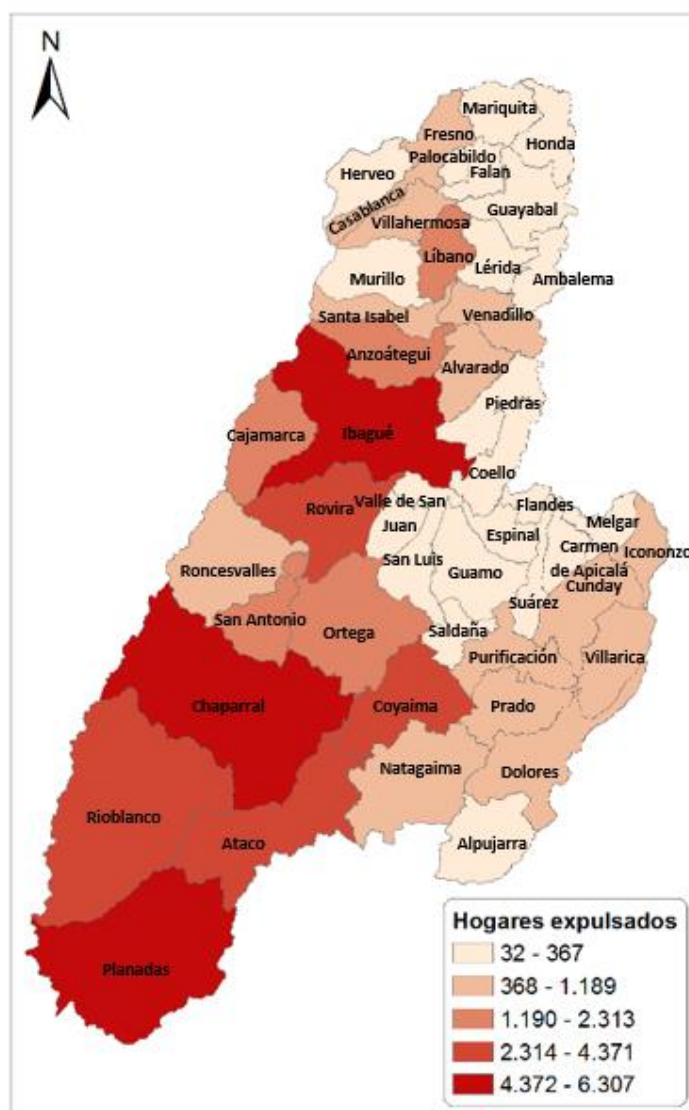 N
Mariquita
Fresno
Honda
Palocabildo
Falan
Herveo
Guayabal
Casablanca
Villahermosa
Líbano
Lérida
Ambalema
Murillo
Santa Isabel
Venadillo
Anzoátegui
Alvarado
Piedras
Cajamarca
Ibagué
Coello
Rovira
Valle de San
Juan
Flandes
Melgar
Espinal
Carmen
de Apicalá
Icononzo
San Luis
Guamo
Cunday
Roncesvalles
Suárez
San Antonio
Ortega
Saldaña
Purificación
Villarica
Chaparral
Coyaima
Prado
Natagaima
Dolores
Rioblanco
Ataco
Alpujarra
Planadas
Hogares expulsados
32 - 367
368 - 1.189
1.190 - 2.313
2.314 - 4.371
4.372 - 6.307